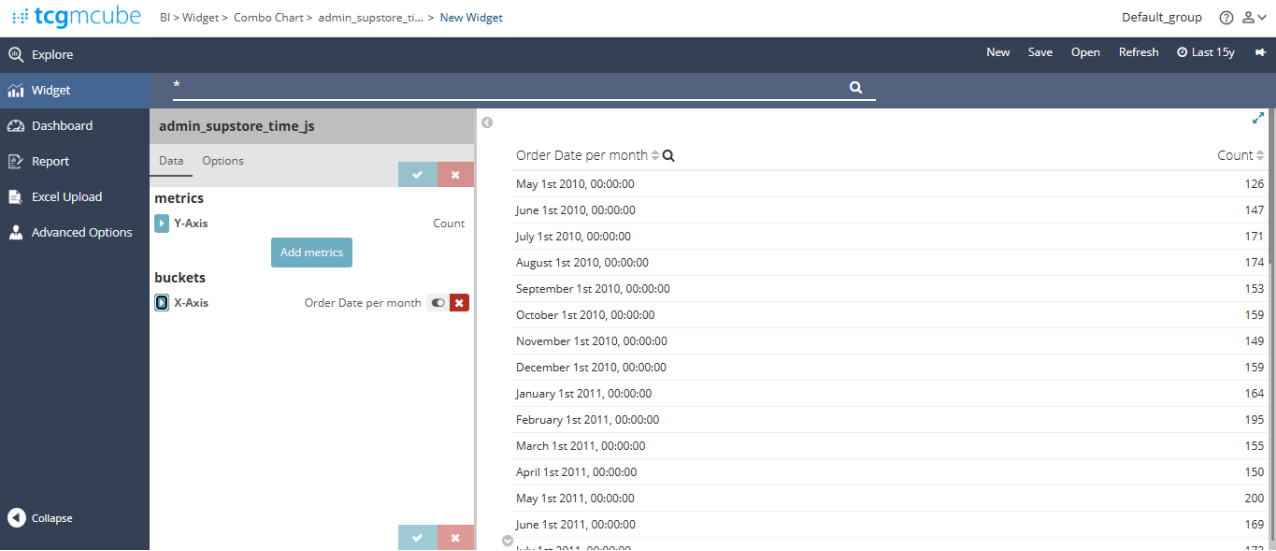 tcgmcube
BI > Widget > Combo Chart > admin_supstore_ti... > New Widget
Default_group
Explore
New Save Open Refresh Last 15y
Widget
*
Dashboard
admin_supstore_time_js
Report
Data Options
Order Date per month
Count
Excel Upload
metrics
May 1st 2010, 00:00:00 126
Advanced Options
Y-Axis Count
June 1st 2010, 00:00:00 147
July 1st 2010, 00:00:00 171
Add metrics
August 1st 2010, 00:00:00 174
buckets
September 1st 2010, 00:00:00 153
X-Axis Order Date per month
October 1st 2010, 00:00:00 159
November 1st 2010, 00:00:00 149
December 1st 2010, 00:00:00 159
January 1st 2011, 00:00:00 164
February 1st 2011, 00:00:00 195
March 1st 2011, 00:00:00 155
April 1st 2011, 00:00:00 150
May 1st 2011, 00:00:00 200
Collapse
June 1st 2011, 00:00:00 169
July 1st 2011, 00:00:00